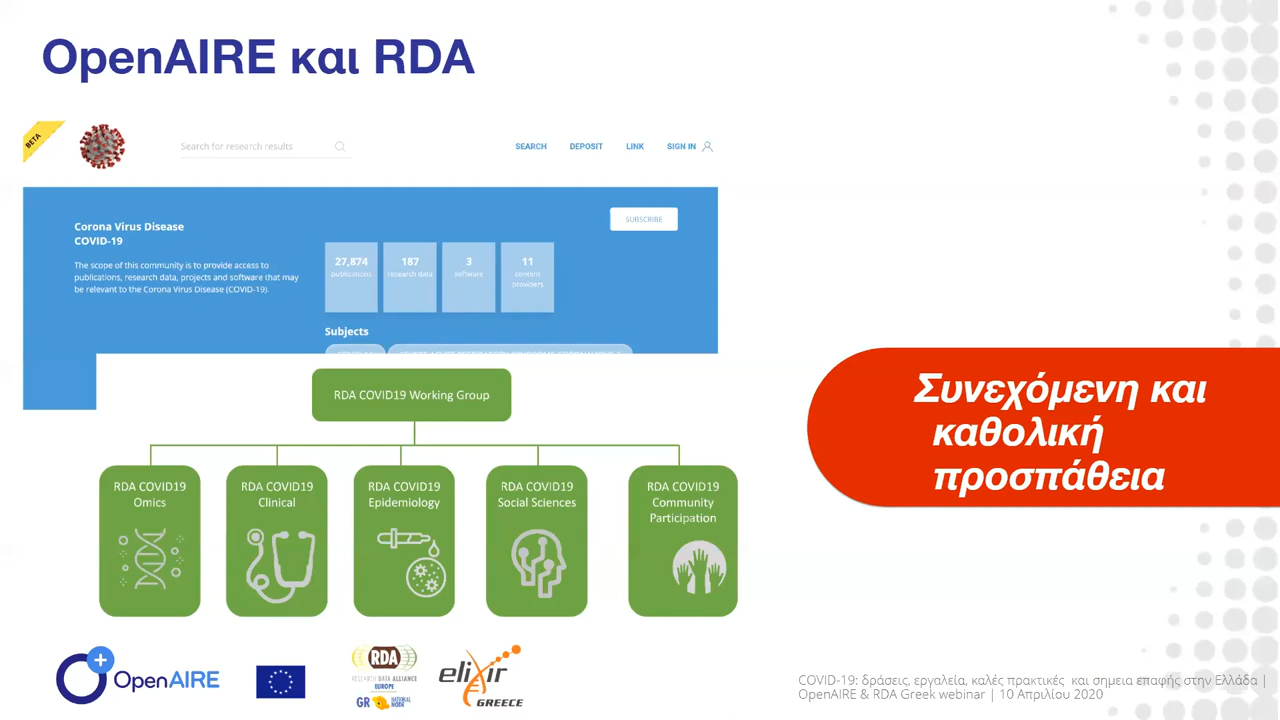 OpenAIRE και RDA
BETA
Search for research results
SEARCH DEPOSIT LINK SIGN IN
SUBSCRIBE
Corona Virus Disease
COVID-19
The scope of this community is to provide access to
publications, research data, projects and software that may
be relevant to the Corona Virus Disease (COVID-19).
27,874
publications
187
research data
3
software
11
content
providers
Subjects
RDA COVID19 Working Group
RDA COVID19
Omics
RDA COVID19
Clinical
RDA COVID19
Epidemiology
RDA COVID19
Social Sciences
RDA COVID19
Community
Participation
Συνεχόμενη και
καθολική
προσπάθεια
OpenAIRE
RDA
RESEARCH DATA ALLIANCE
EUROPE
GR NATIONAL
NODE
elixir
GREECE
COVID-19: δράσεις, εργαλεία, καλές πρακτικές και σημεια επαφής στην Ελλάδα
OpenAIRE & RDA Greek webinar | 10 Απριλίου 2020